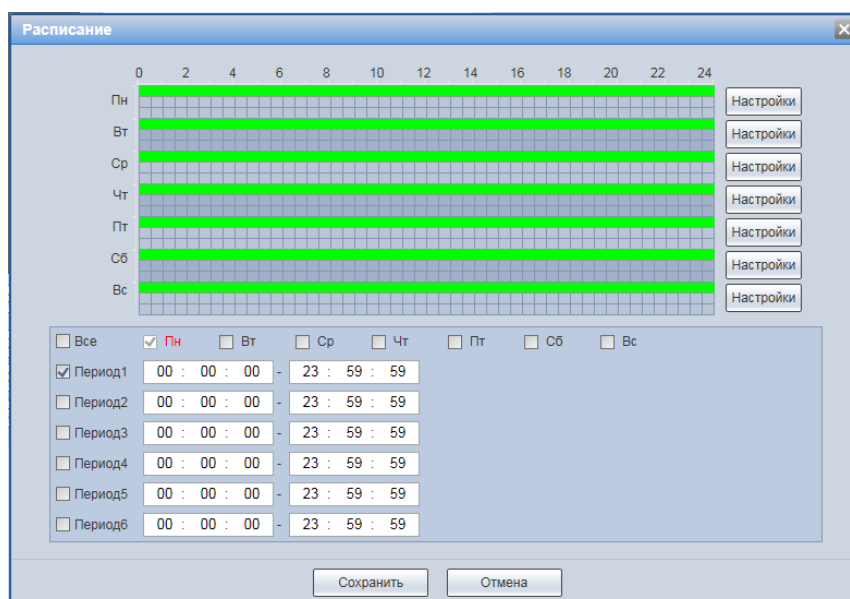 Расписание
0 2 4 6 8 10 12 14 16 18 20 22 24
Пн Настройки
Вт Настройки
Ср Настройки
Чт Настройки
Пт Настройки
Сб Настройки
Вс Настройки
Все Пн Вт Ср Чт Пт Сб Вс
Период1 00 : 00 : 00 - 23 : 59 : 59
Период2 00 : 00 : 00 - 23 : 59 : 59
Период3 00 : 00 : 00 - 23 : 59 : 59
Период4 00 : 00 : 00 - 23 : 59 : 59
Период5 00 : 00 : 00 - 23 : 59 : 59
Период6 00 : 00 : 00 - 23 : 59 : 59
Сохранить Отмена